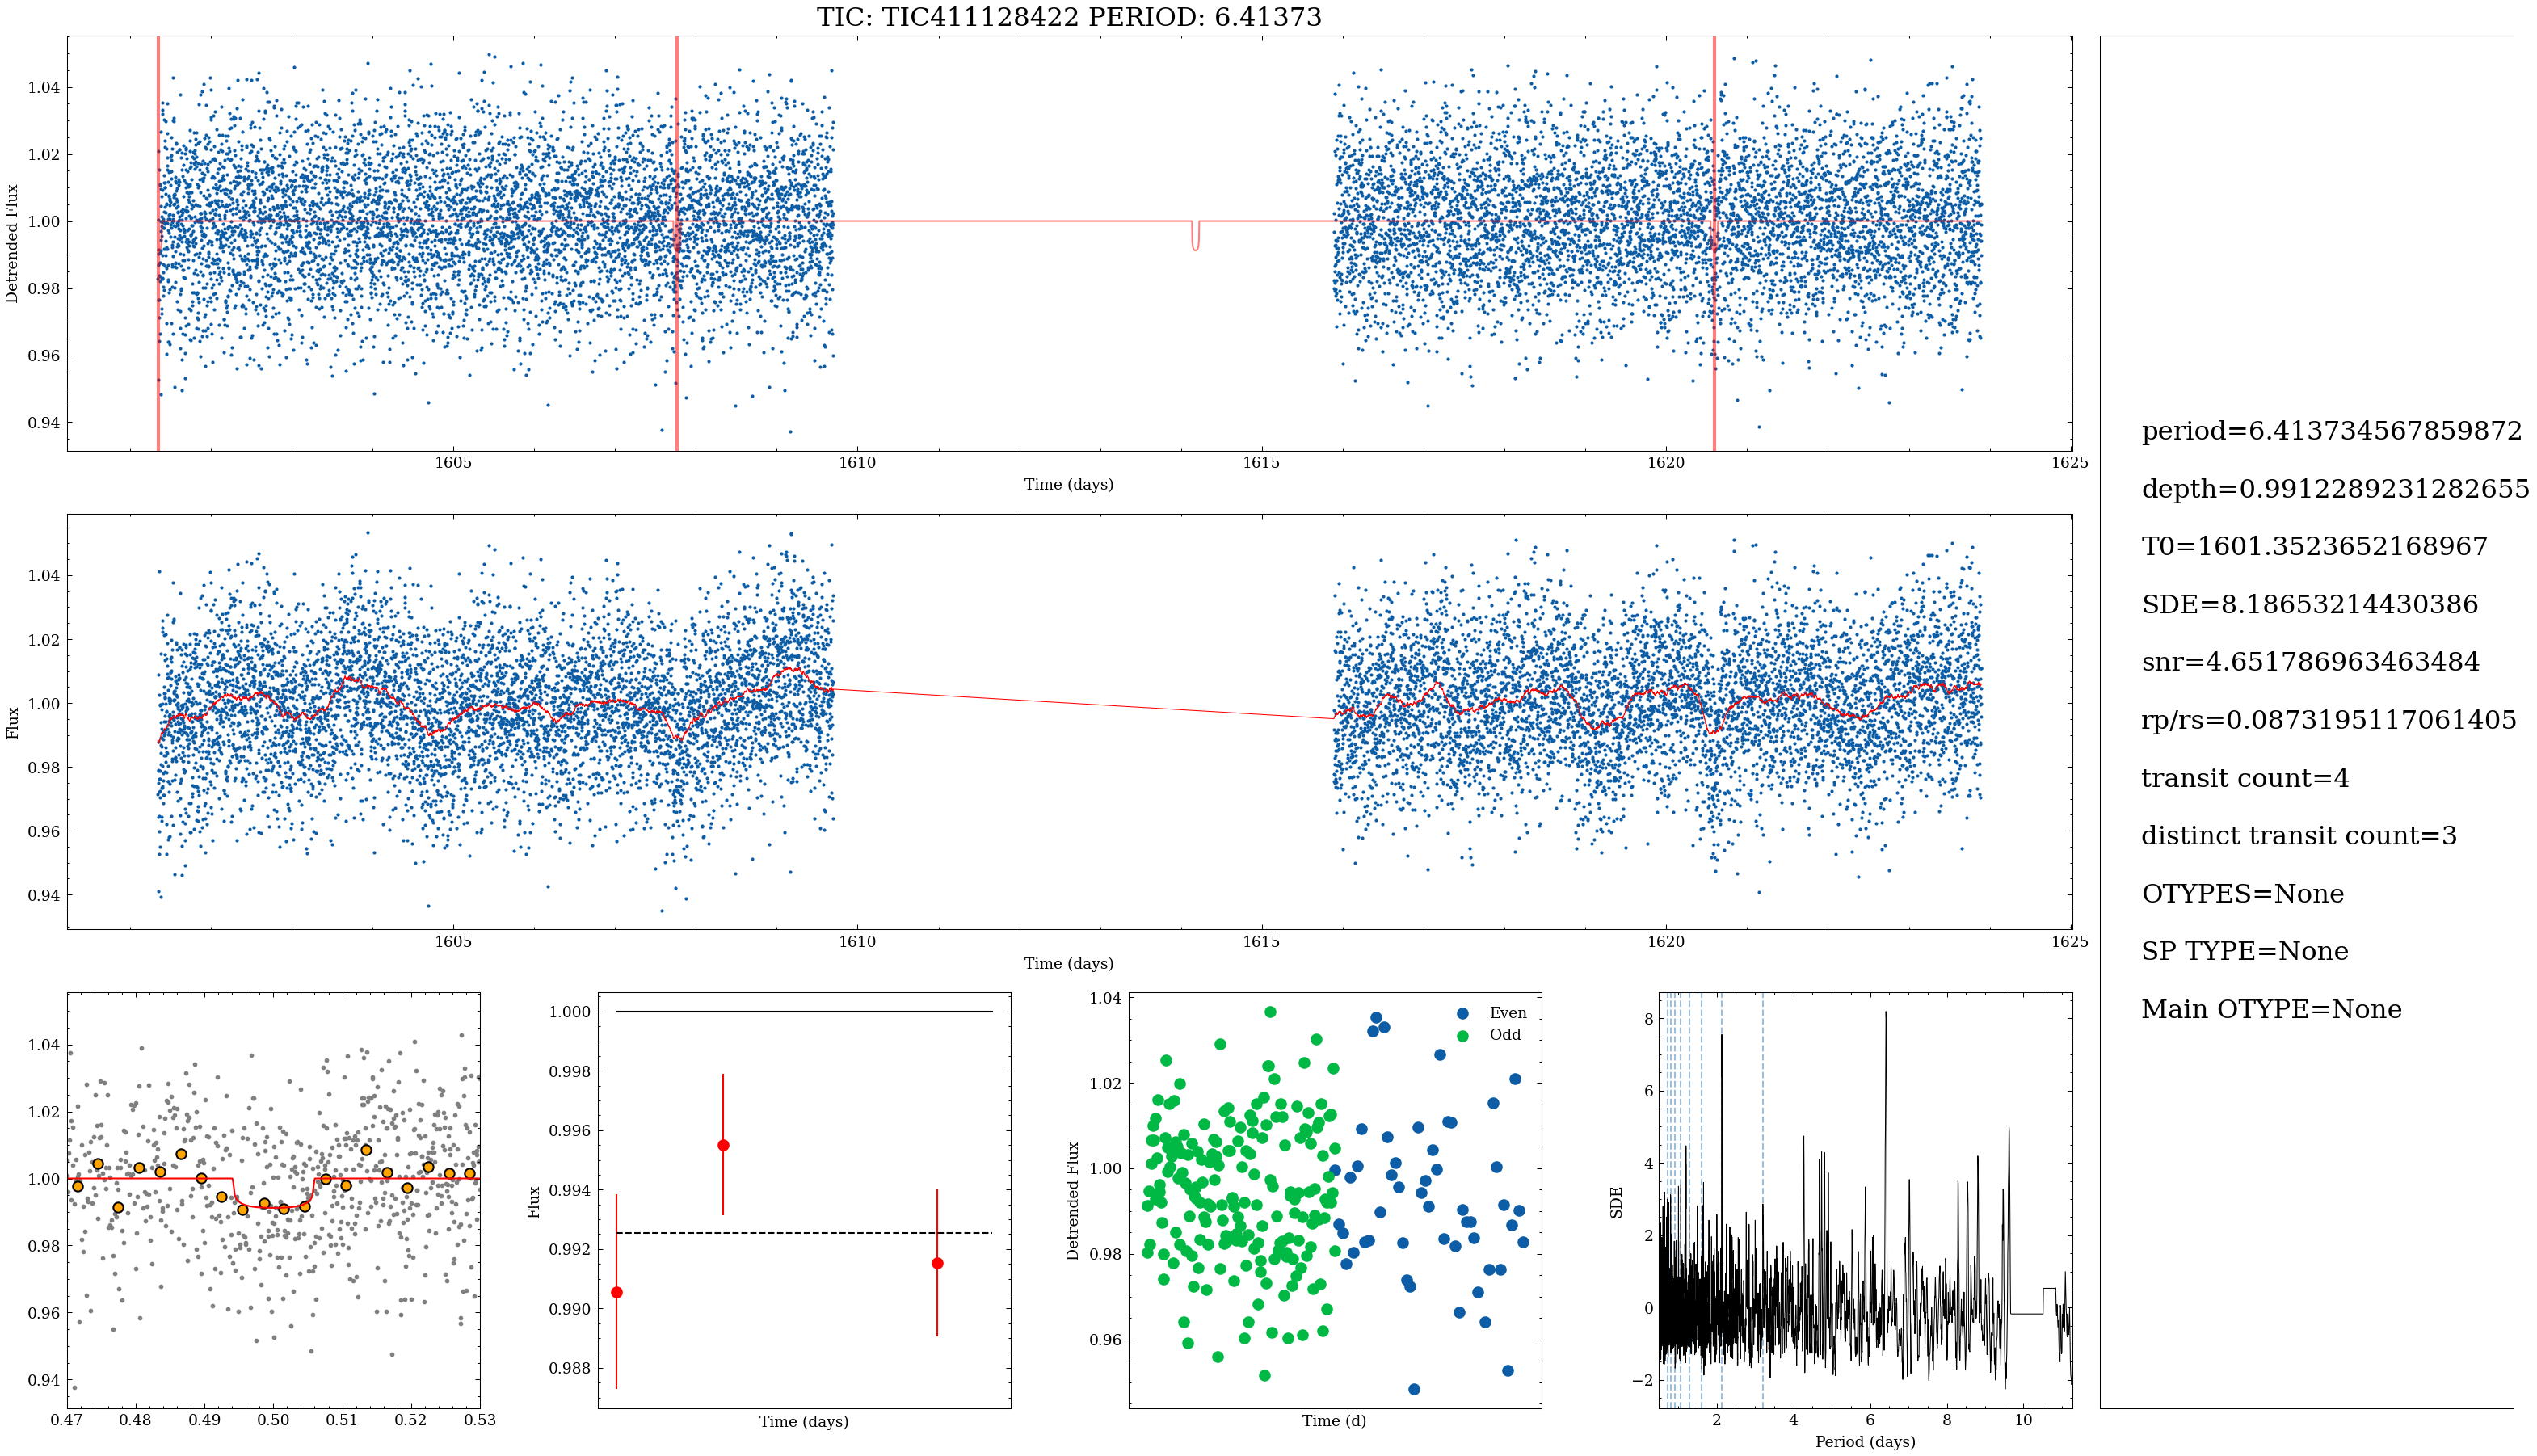 TIC: TIC411128422 PERIOD: 6.41373
Detrended Flux
1.04
1.02
1.00
0.98
0.96
0.94
1605
1610
1615
1620
1625
Time (days)
Flux
1.04
1.02
1.00
0.98
0.96
0.94
1605
1610
1615
1620
1625
Time (days)
1.04
1.02
1.00
0.98
0.96
0.94
0.47
0.48
0.49
0.50
0.51
0.52
0.53
Flux
1.000
0.998
0.996
0.994
0.992
0.990
0.988
Time (days)
Detrended Flux
1.04
1.02
1.00
0.98
0.96
Even
Odd
Time (d)
SDE
8
6
4
2
0
−2
2
4
6
8
10
Period (days)
period=6.413734567859872
depth=0.9912289231282655
T0=1601.3523652168967
SDE=8.18653214430386
snr=4.651786963463484
rp/rs=0.0873195117061405
transit count=4
distinct transit count=3
OTYPES=None
SP TYPE=None
Main OTYPE=None